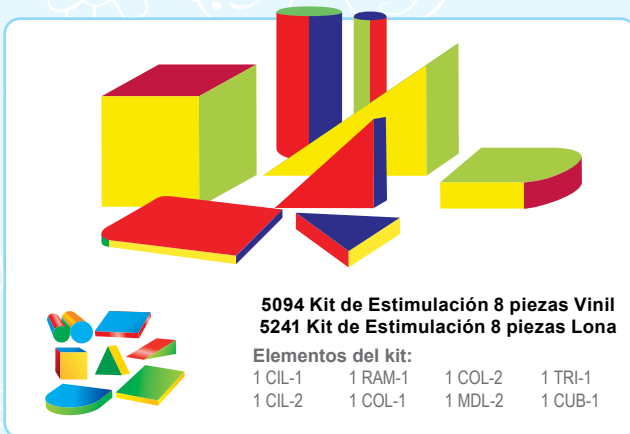 5094 Kit de Estimulación 8 piezas Vinil
5241 Kit de Estimulación 8 piezas Lona
Elementos del kit:
1 CIL-1 1 RAM-1 1 COL-2 1 TRI-1
1 CIL-2 1 COL-1 1 MDL-2 1 CUB-1